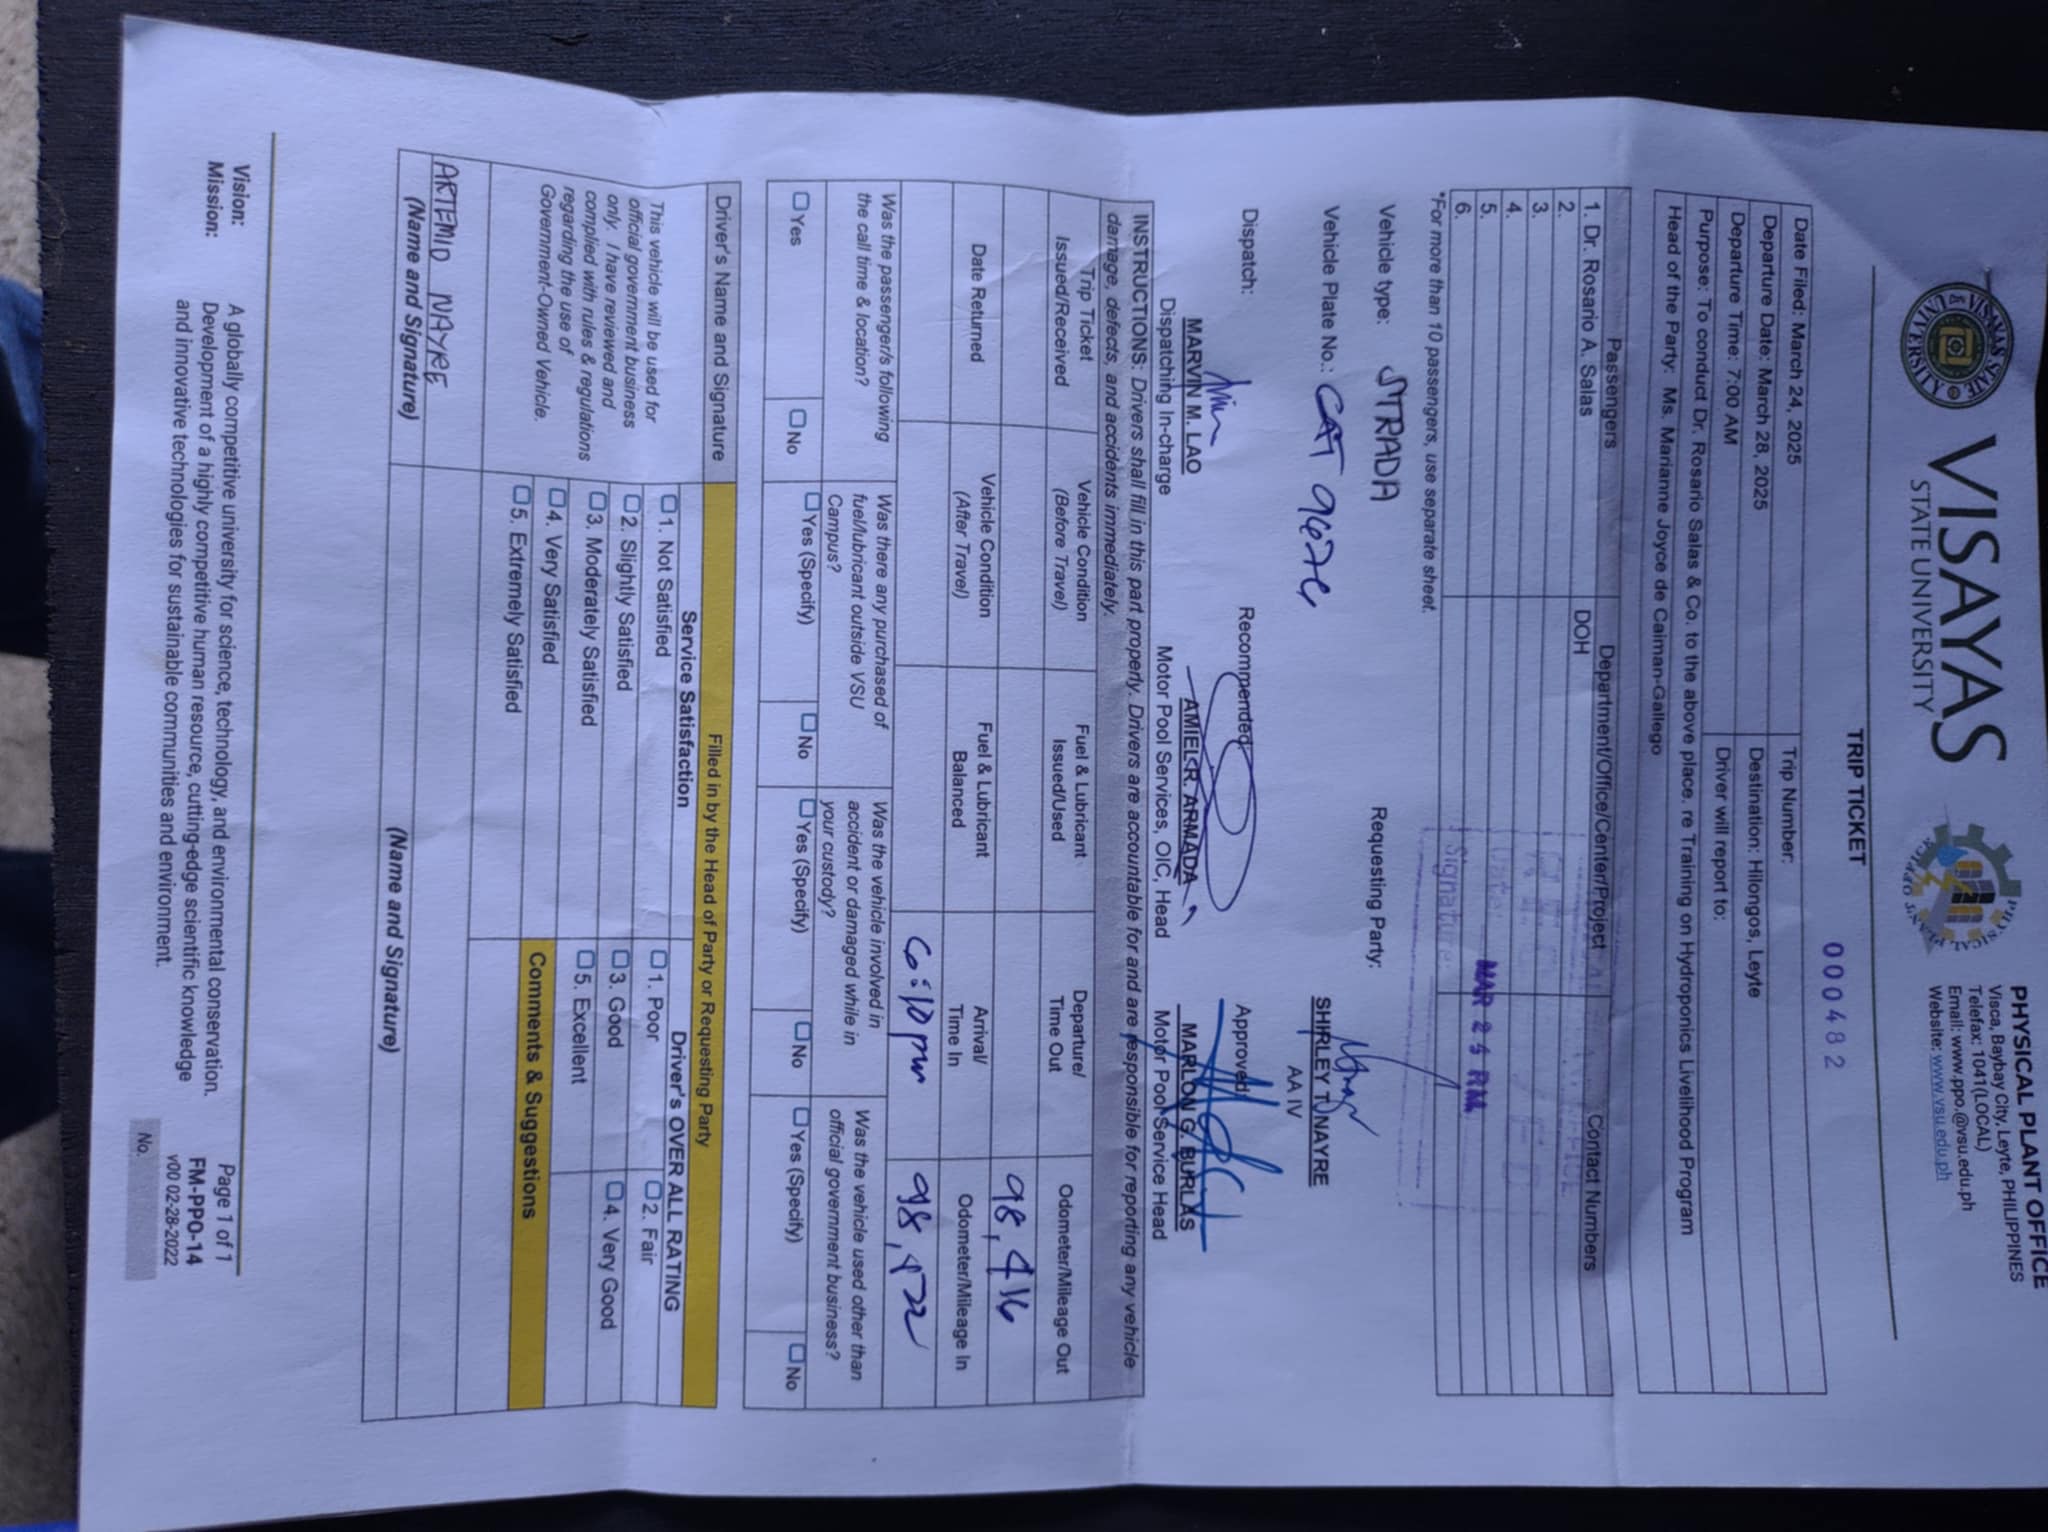 VISAYAS
STATE UNIVERSITY
PHYSICAL PLANT OFFICE
Visca, Baybay City, Leyte, PHILIPPINES
Telefax: 1041(LOCAL)
Email: www.ppo.@vsu.edu.ph
Website: www.vsu.edu.ph
TRIP TICKET
000482
Date Filed: March 24, 2025
Trip Number:
Departure Date: March 28, 2025
Destination: Hilongos, Leyte
Departure Time: 7:00 AM
Driver will report to:
Purpose: To conduct Dr. Rosario Salas & Co. to the above place. re Training on Hydroponics Livelihood Program
Head of the Party: Ms. Marianne Joyce de Caiman-Gallego
Passengers
Department/Office/Center/Project
Contact Numbers
1. Dr. Rosario A. Salas
DOH
2.
3.
4.
5.
6.
MAR 25
Signature:
*For more than 10 passengers, use separate sheet.
Vehicle type: STRADA
Requesting Party:
SHIRLEY T. NAYRE
AA IV
Vehicle Plate No.: CAT
Dispatch:
Recommended:
Approved:
MARVIN M. LAO
AMIEL R. ARMADA
MARLON G. BURLAS
Dispatching In-charge
Motor Pool Services, OIC, Head
Motor Pool Service Head
INSTRUCTIONS: Drivers shall fill in this part properly. Drivers are accountable for and are responsible for reporting any vehicle
damage, defects, and accidents immediately.
Trip Ticket
Issued/Received
Vehicle Condition
(Before Travel)
Fuel & Lubricant
Issued/Used
Departure/
Time Out
Odometer/Mileage Out
98,416
Date Returned
Vehicle Condition
(After Travel)
Fuel & Lubricant
Balanced
Arrival/
Time In
Odometer/Mileage In
6:10 pm
98,472
Was the passenger/s following
the call time & location?
Was there any purchased of
fuel/lubricant outside VSU
Campus?
Was the vehicle involved in
accident or damaged while in
your custody?
Was the vehicle used other than
official government business?
Yes
No
Yes (Specify)
No
Yes (Specify)
No
Yes (Specify)
No
Driver's Name and Signature
Filled in by the Head of Party or Requesting Party
This vehicle will be used for
official government business
only. I have reviewed and
complied with rules & regulations
regarding the use of
Government-Owned Vehicle.
Service Satisfaction
1. Not Satisfied
2. Slightly Satisfied
3. Moderately Satisfied
4. Very Satisfied
5. Extremely Satisfied
Driver's OVER ALL RATING
1. Poor
2. Fair
3. Good
4. Very Good
5. Excellent
Comments & Suggestions
ARTEMIO NAYRE
(Name and Signature)
(Name and Signature)
Vision: A globally competitive university for science, technology, and environmental conservation.
Mission: Development of a highly competitive human resource, cutting-edge scientific knowledge
and innovative technologies for sustainable communities and environment.
Page 1 of 1
FM-PPO-14
v00 02-28-2022
No.